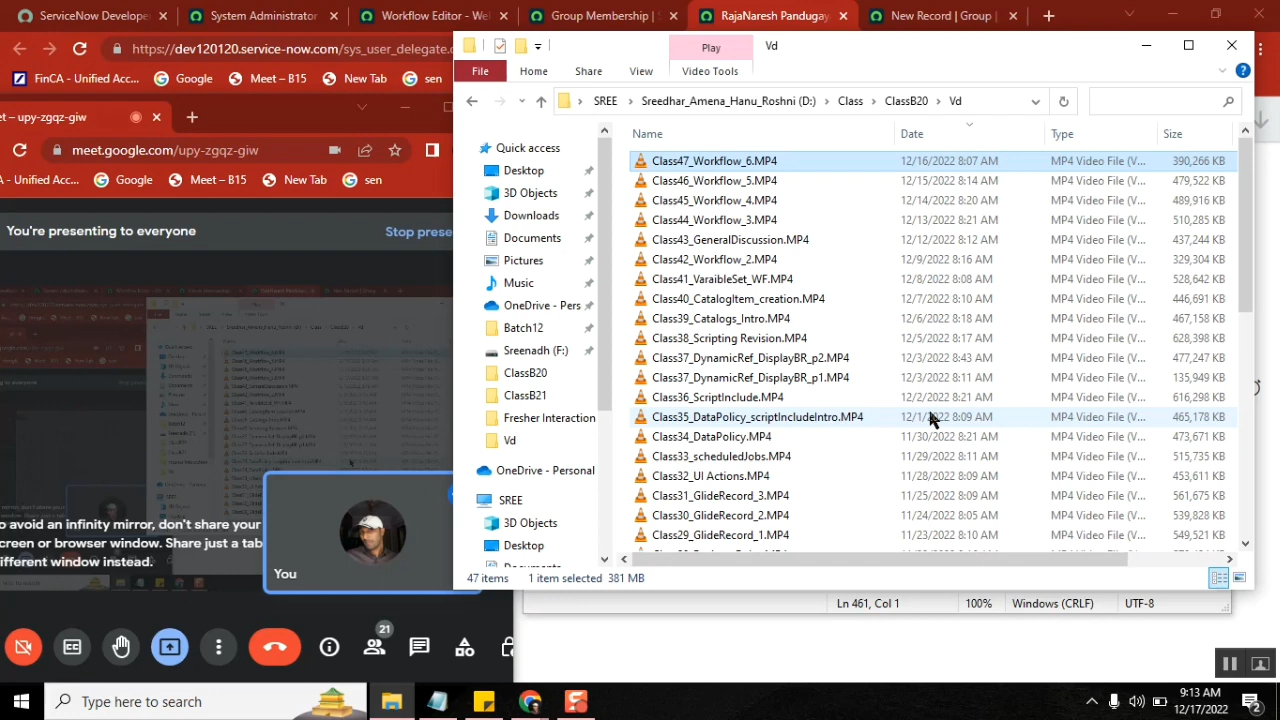 ServiceNow Developers
System Administrator
Workflow Editor - We
Group Membership | S
RajaNaresh Pandugay
New Record | Group |
https://dev120120.service-now.com/sys_user_delegate.
FinCA - Unified Acc...
Google
Meet – B15
New Tab
sen
t – upy-zgqz-giw
meet.google.com/upy-zgqz-giw
A - Unified Acc...
Google
Meet – B15
New Tab
sen
You're presenting to everyone
Stop prese
o avoid an infinity mirror, don't share your
creen or browser window. Share just a tab
ifferent window instead.
You
21
Play
Vd
File
Home
Share
View
Video Tools
SREE
Sreedhar_Amena_Hanu_Roshni (D:)
Class
ClassB20
Vd
Quick access
Desktop
3D Objects
Downloads
Documents
Pictures
Music
OneDrive - Pers
Batch12
Sreenadh (F:)
ClassB20
ClassB21
Fresher Interaction
Vd
OneDrive - Personal
SREE
3D Objects
Desktop
Name Date Type Size
Class47_Workflow_6.MP4 12/16/2022 8:07 AM MP4 Video File (V... 390,266 KB
Class46_Workflow_5.MP4 12/15/2022 8:14 AM MP4 Video File (V... 479,522 KB
Class45_Workflow_4.MP4 12/14/2022 8:20 AM MP4 Video File (V... 489,916 KB
Class44_Workflow_3.MP4 12/13/2022 8:21 AM MP4 Video File (V... 510,285 KB
Class43_GeneralDiscussion.MP4 12/12/2022 8:12 AM MP4 Video File (V... 437,244 KB
Class42_Workflow_2.MP4 12/9/2022 8:16 AM MP4 Video File (V... 329,304 KB
Class41_VaraibleSet_WF.MP4 12/8/2022 8:08 AM MP4 Video File (V... 528,642 KB
Class40_CatalogItem_creation.MP4 12/7/2022 8:10 AM MP4 Video File (V... 446,691 KB
Class39_Catalogs_Intro.MP4 12/6/2022 8:18 AM MP4 Video File (V... 467,158 KB
Class38_Scripting Revision.MP4 12/5/2022 8:17 AM MP4 Video File (V... 628,398 KB
Class37_DynamicRef_DisplayBR_p2.MP4 12/3/2022 8:43 AM MP4 Video File (V... 477,247 KB
Class37_DynamicRef_DisplayBR_p1.MP4 12/3/2022 8:11 AM MP4 Video File (V... 135,949 KB
Class36_ScriptInclude.MP4 12/2/2022 8:21 AM MP4 Video File (V... 616,298 KB
Class35_DataPolicy_scriptIncludeIntro.MP4 12/1/2022 8:09 AM MP4 Video File (V... 465,178 KB
Class34_DataPolicy.MP4 11/30/2022 8:21 AM MP4 Video File (V... 473,671 KB
Class33_scheduledJobs.MP4 11/29/2022 8:11 AM MP4 Video File (V... 515,735 KB
Class32_UI Actions.MP4 11/28/2022 8:09 AM MP4 Video File (V... 453,611 KB
Class31_GlideRecord_3.MP4 11/25/2022 8:09 AM MP4 Video File (V... 561,675 KB
Class30_GlideRecord_2.MP4 11/24/2022 8:05 AM MP4 Video File (V... 539,828 KB
Class29_GlideRecord_1.MP4 11/23/2022 8:10 AM MP4 Video File (V... 549,521 KB
47 items 1 item selected 381 MB
Ln 461, Col 1 100% Windows (CRLF) UTF-8
Type here to search
9:13 AM
12/17/2022
2